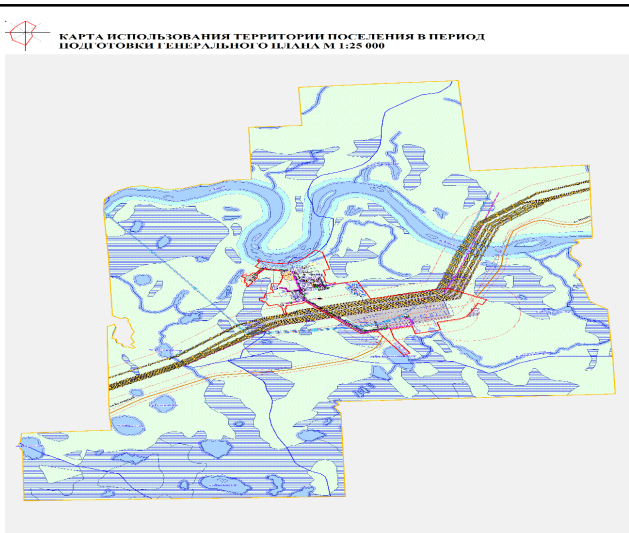 КАРТА ИСПОЛЬЗОВАНИЯ ТЕРРИТОРИИ ПОСЕЛЕНИЯ В ПЕРИОД
ПОДГОТОВКИ ГЕНЕРАЛЬНОГО ПЛАНА М 1:25 000